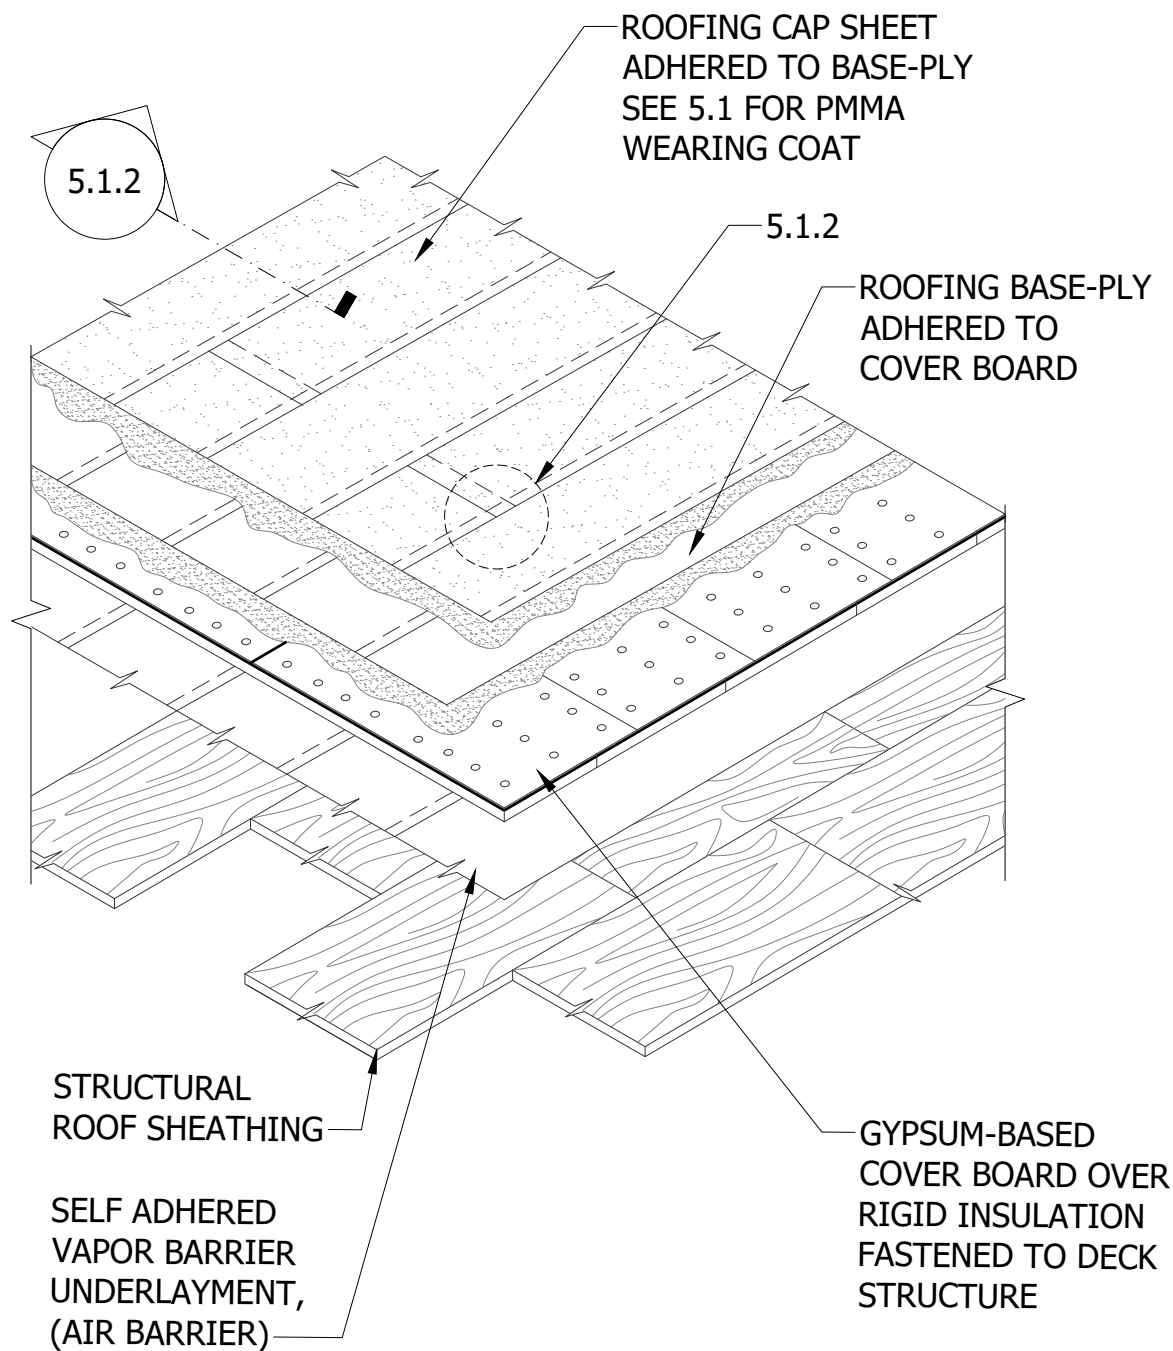 ROOFING CAP SHEET
ADHERED TO BASE-PLY
SEE 5.1 FOR PMMA
WEARING COAT
5.1.2
5.1.2
ROOFING BASE-PLY
ADHERED TO
COVER BOARD
STRUCTURAL
ROOF SHEATHING
SELF ADHERED
VAPOR BARRIER
UNDERLAYMENT,
(AIR BARRIER)
GYPSUM-BASED
COVER BOARD OVER
RIGID INSULATION
FASTENED TO DECK
STRUCTURE